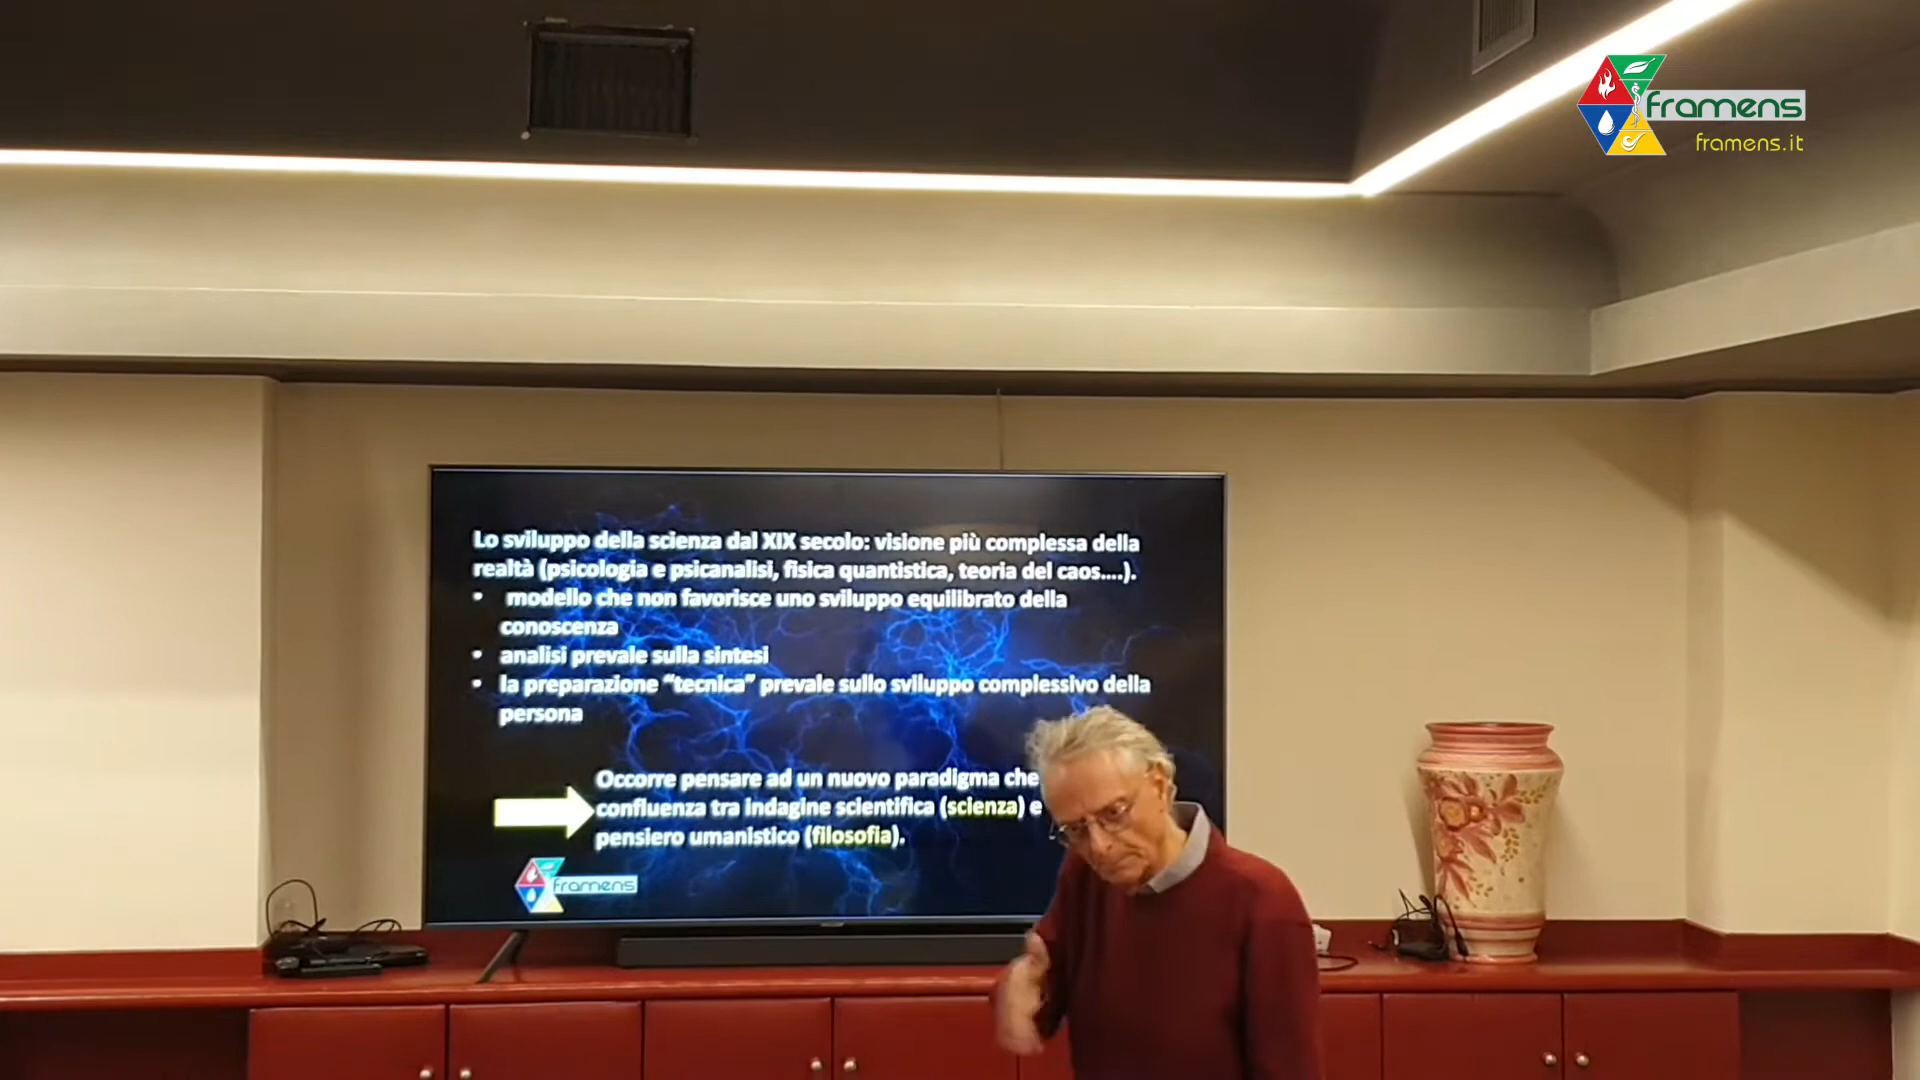 framens
framens.it
Lo sviluppo della scienza dal XIX secolo: visione più complessa della
realtà (psicologia e psicanalisi, fisica quantistica, teoria del caos....).
• modello che non favorisce uno sviluppo equilibrato della
conoscenza
• analisi prevale sulla sintesi
• la preparazione “tecnica” prevale sullo sviluppo complessivo della
persona
Occorre pensare ad un nuovo paradigma che
confluenza tra indagine scientifica (scienza) e
pensiero umanistico (filosofia).
framens